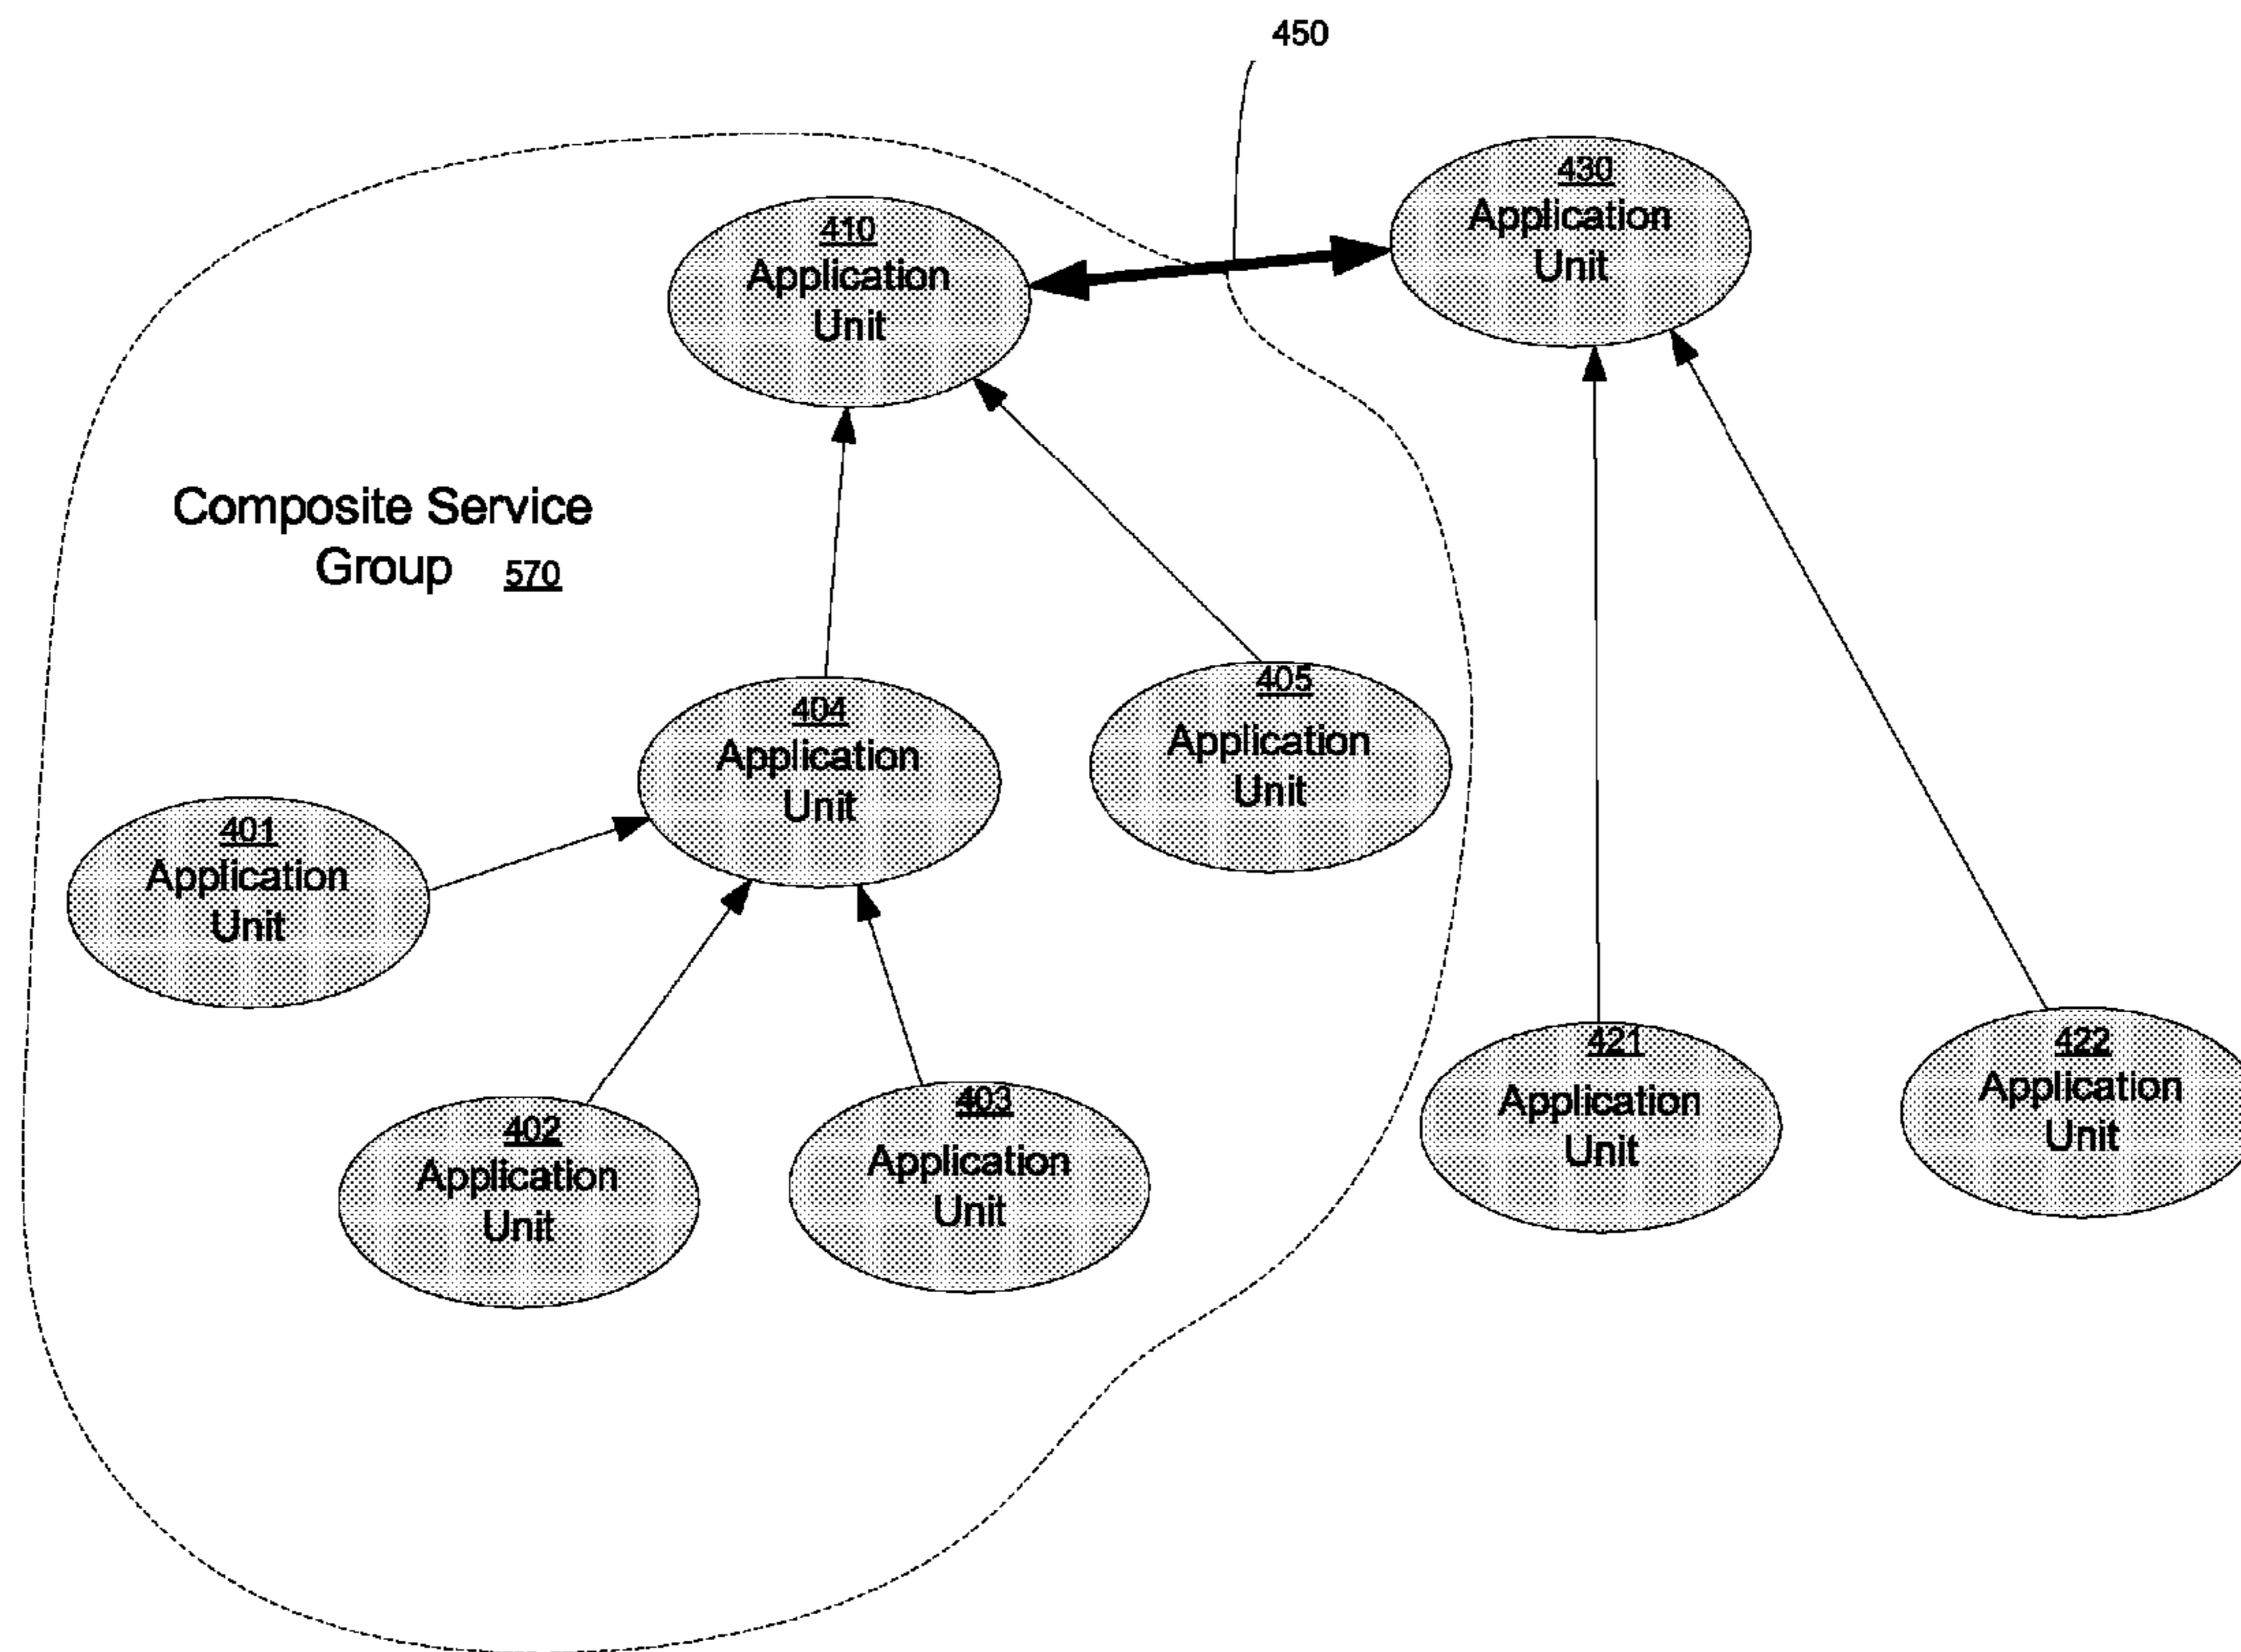 450
430
Application
Unit
410
Application
Unit
Composite Service
Group 570
404
Application
Unit
405
Application
Unit
401
Application
Unit
402
Application
Unit
403
Application
Unit
421
Application
Unit
422
Application
Unit